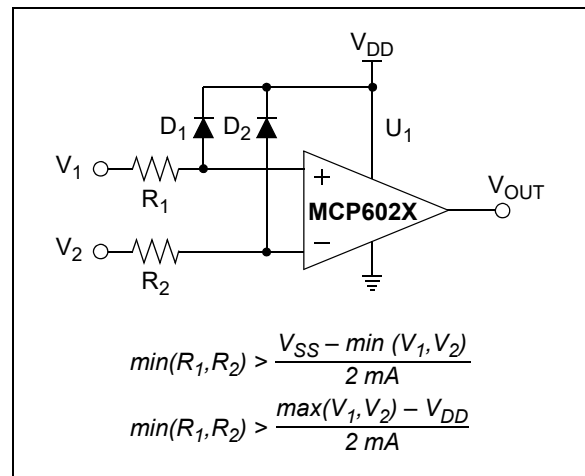 V_DD
D_1 D_2 U_1
V_1
R_1
+
MCP602X
V_OUT
–
V_2
R_2
min(R_1,R_2) > (V_SS – min (V_1,V_2)) / 2 mA
min(R_1,R_2) > (max(V_1,V_2) – V_DD) / 2 mA